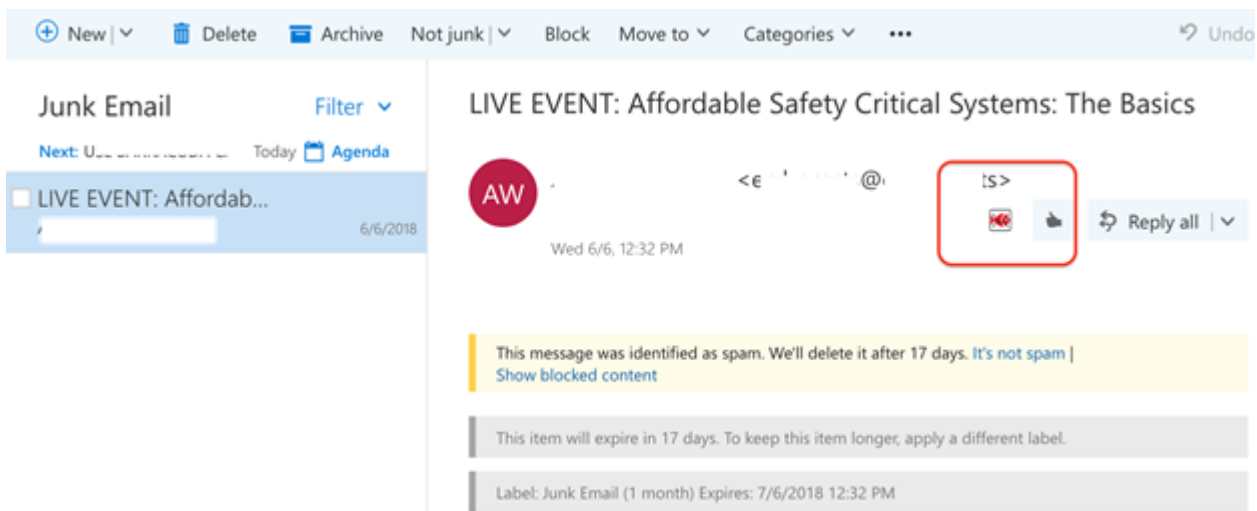 New | Delete Archive Not junk | Block Move to Categories ••• Undo
Junk Email Filter
Next: Today Agenda
LIVE EVENT: Affordab...
6/6/2018
LIVE EVENT: Affordable Safety Critical Systems: The Basics
AW
Reply all |
Wed 6/6, 12:32 PM
This message was identified as spam. We'll delete it after 17 days. It's not spam |
Show blocked content
This item will expire in 17 days. To keep this item longer, apply a different label.
Label: Junk Email (1 month) Expires: 7/6/2018 12:32 PM